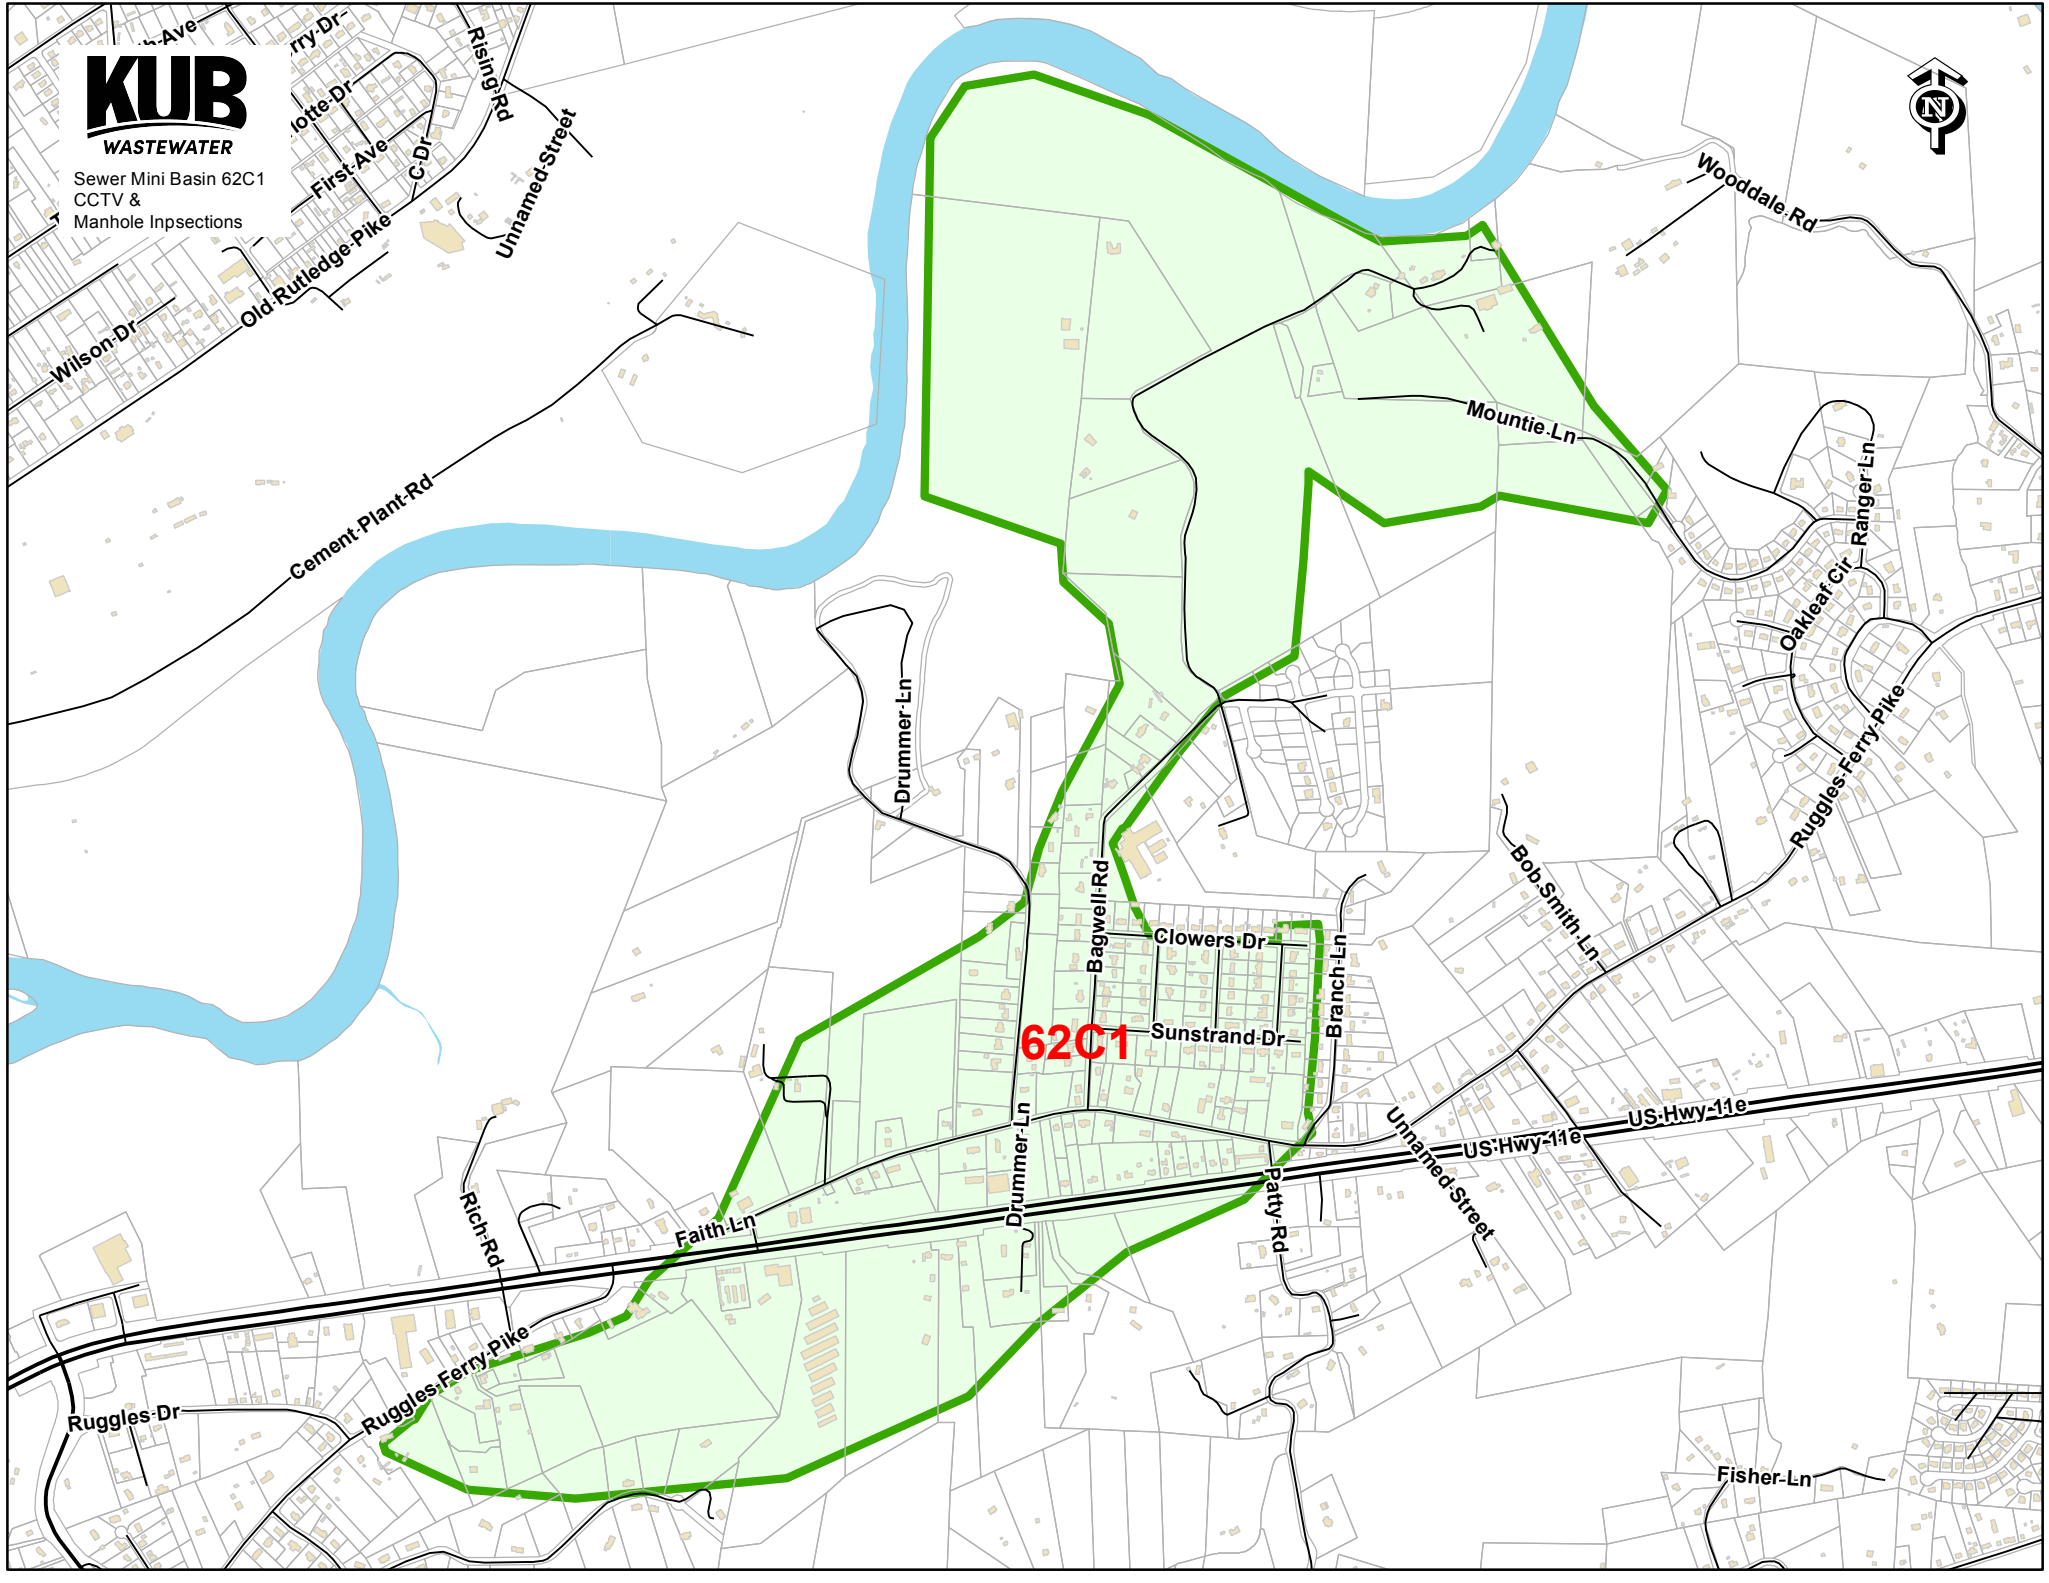 Rising Rd
KUB
WASTEWATER
Sewer Mini Basin 62C1
CCTV &
Manhole Inpsections
First Ave
C Dr
Unnamed Street
N
Wooddale Rd
Old Rutledge Pike
Wilson Dr
Mountie Ln
Cement Plant Rd
Ranger Ln
Oakleaf Cir
Drummer Ln
Ruggles Ferry Pike
Bagwell Rd
Bob Smith Ln
Clowers Dr
Branch Ln
62C1
Sunstrand Dr
US Hwy 11e
US Hwy 11e
Unnamed Street
Drummer Ln
Patty Rd
Rich Rd
Faith Ln
Ruggles Ferry Pike
Ruggles Dr
Fisher Ln